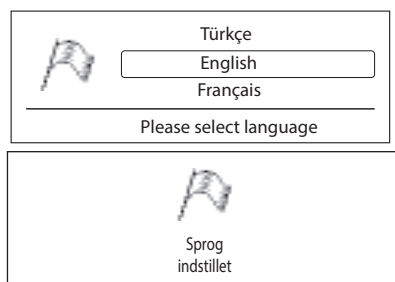 Türkçe
English
Français
Please select language
Sprog
indstillet